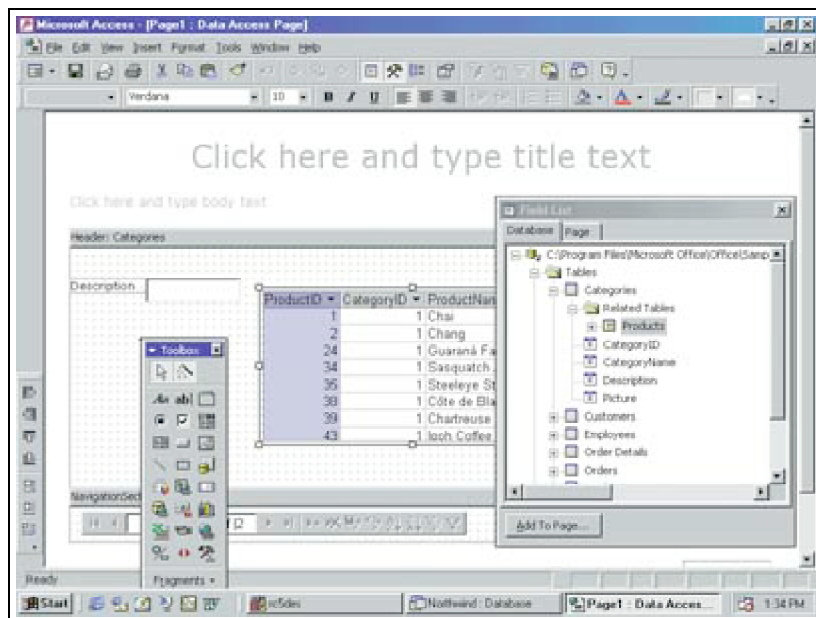 Microsoft Access - [Page1 : Data Access Page]
File Edit View Insert Format Tools Window Help
Verdana 10 B I U
Click here and type title text
Click here and type body text
Header: Categories
Description
ProductID CategoryID ProductNam
1 1 Chai
2 1 Chang
24 1 Guaraná Fa
34 1 Sasquatch
35 1 Steeleye St
38 1 Côte de Bla
39 1 Chartreuse
43 1 Ipoh Coffee
NavigationSect
Toolbox
Aa ab|
Fragments
Field List
Database Page
C:\Program Files\Microsoft Office\Office\Samp
Tables
Categories
Related Tables
Products
CategoryID
CategoryName
Description
Picture
Customers
Employees
Order Details
Orders
Add To Page...
Ready
Start rc5des Northwind : Database Page1 : Data Acces... 1:34 PM